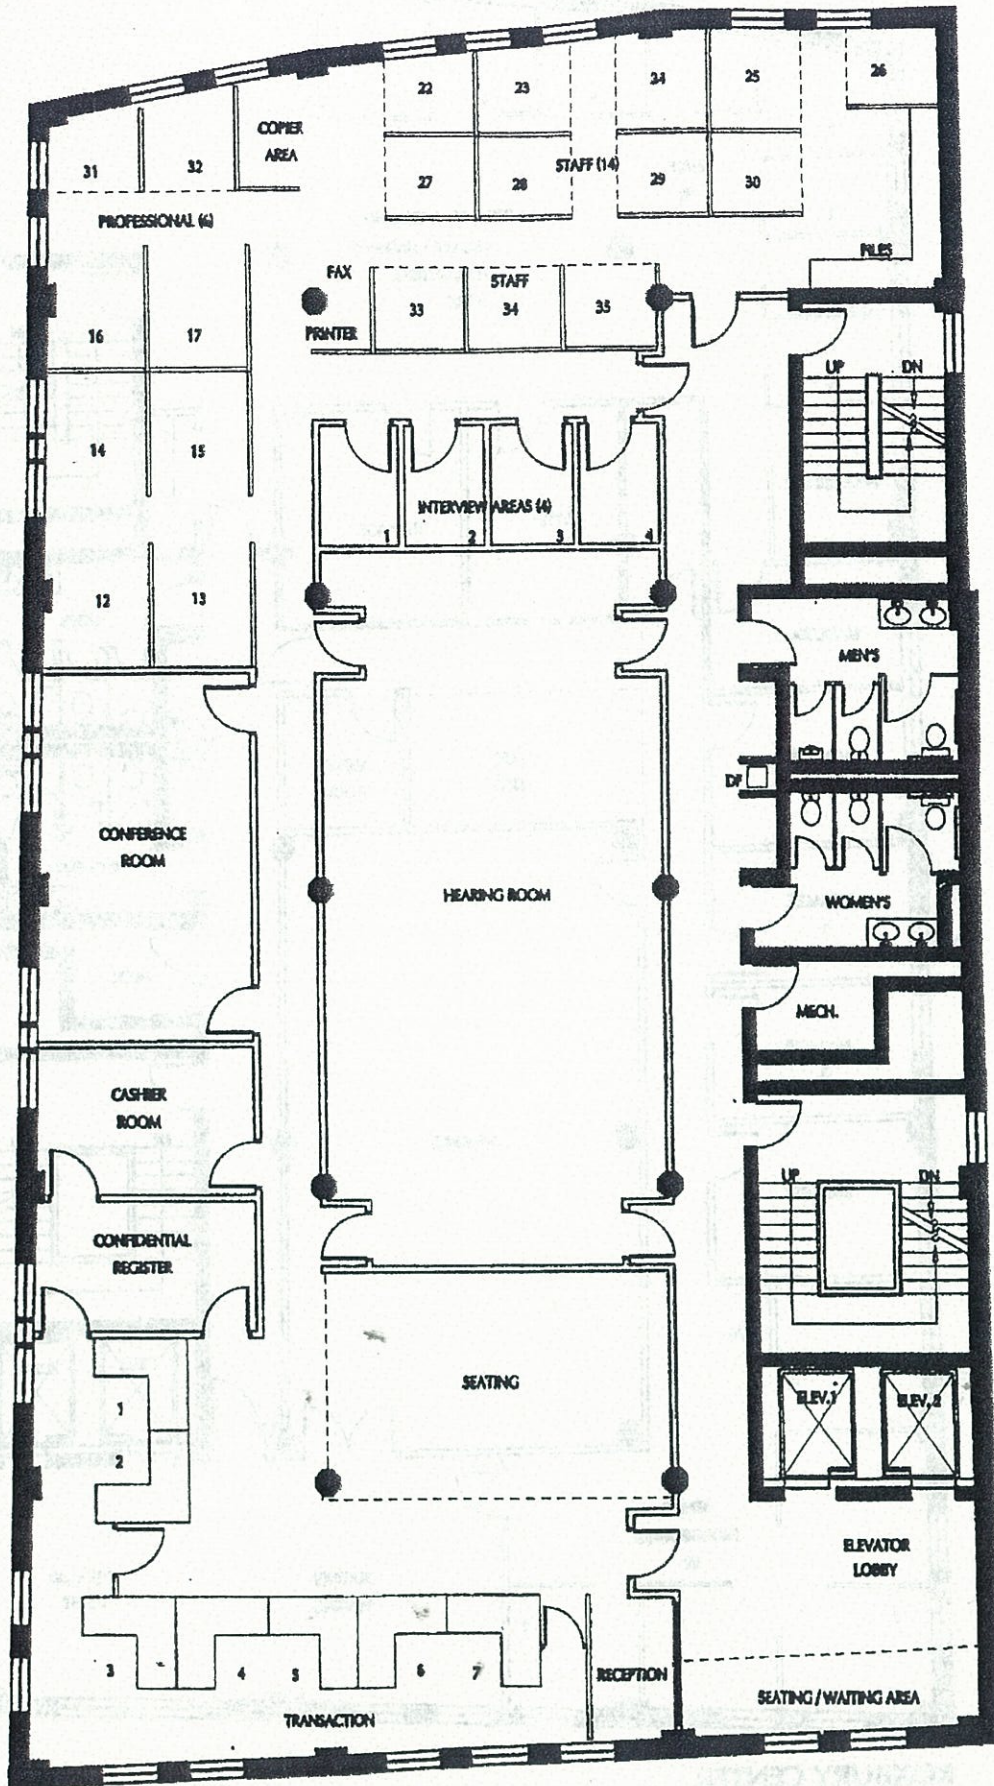 22
23
24
25
26
COPIER
AREA
31
32
27
28
STAFF (14)
29
30
PROFESSIONAL (6)
FILES
FAX
STAFF
33
34
35
PRINTER
16
17
UP
DN
14
15
INTERVIEW AREAS (4)
1
2
3
4
12
13
MEN'S
DF
CONFERENCE
ROOM
HEARING ROOM
WOMEN'S
MECH.
CASHIER
ROOM
UP
DN
CONFIDENTIAL
REGISTER
SEATING
ELEV.1
ELEV.2
1
2
ELEVATOR
LOBBY
3
4
5
6
7
RECEPTION
SEATING / WAITING AREA
TRANSACTION